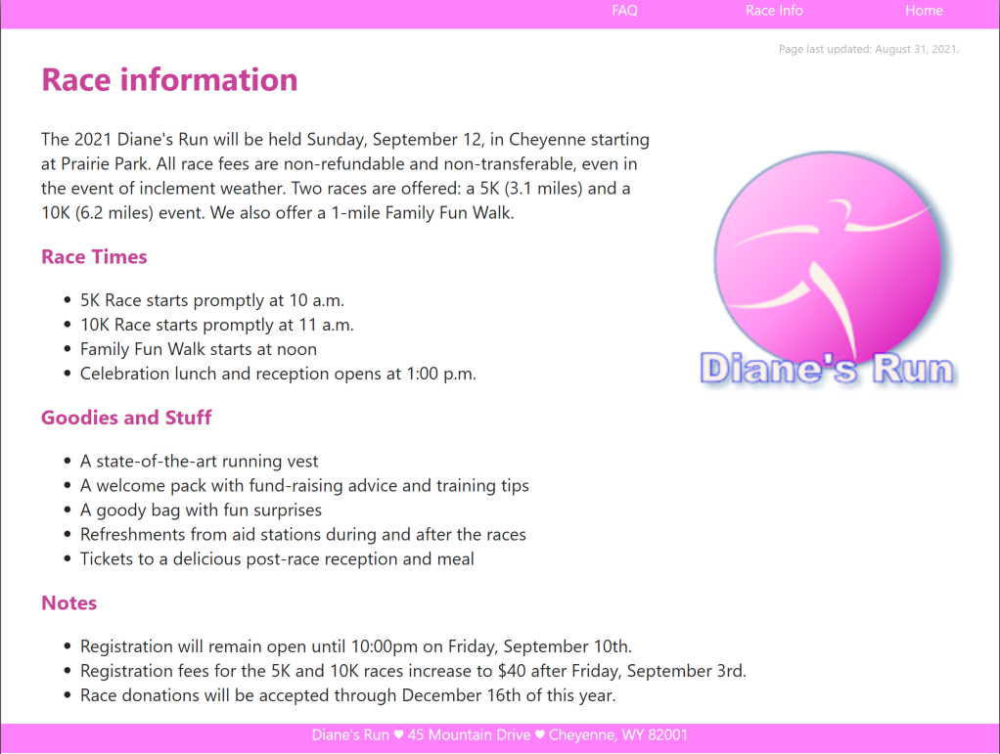 FAQ Race Info Home
Page last updated: August 31, 2021.
Race information
The 2021 Diane's Run will be held Sunday, September 12, in Cheyenne starting
at Prairie Park. All race fees are non-refundable and non-transferable, even in
the event of inclement weather. Two races are offered: a 5K (3.1 miles) and a
10K (6.2 miles) event. We also offer a 1-mile Family Fun Walk.
Diane's Run
Race Times
• 5K Race starts promptly at 10 a.m.
• 10K Race starts promptly at 11 a.m.
• Family Fun Walk starts at noon
• Celebration lunch and reception opens at 1:00 p.m.
Goodies and Stuff
• A state-of-the-art running vest
• A welcome pack with fund-raising advice and training tips
• A goody bag with fun surprises
• Refreshments from aid stations during and after the races
• Tickets to a delicious post-race reception and meal
Notes
• Registration will remain open until 10:00pm on Friday, September 10th.
• Registration fees for the 5K and 10K races increase to $40 after Friday, September 3rd.
• Race donations will be accepted through December 16th of this year.
Diane's Run ♥ 45 Mountain Drive ♥ Cheyenne, WY 82001